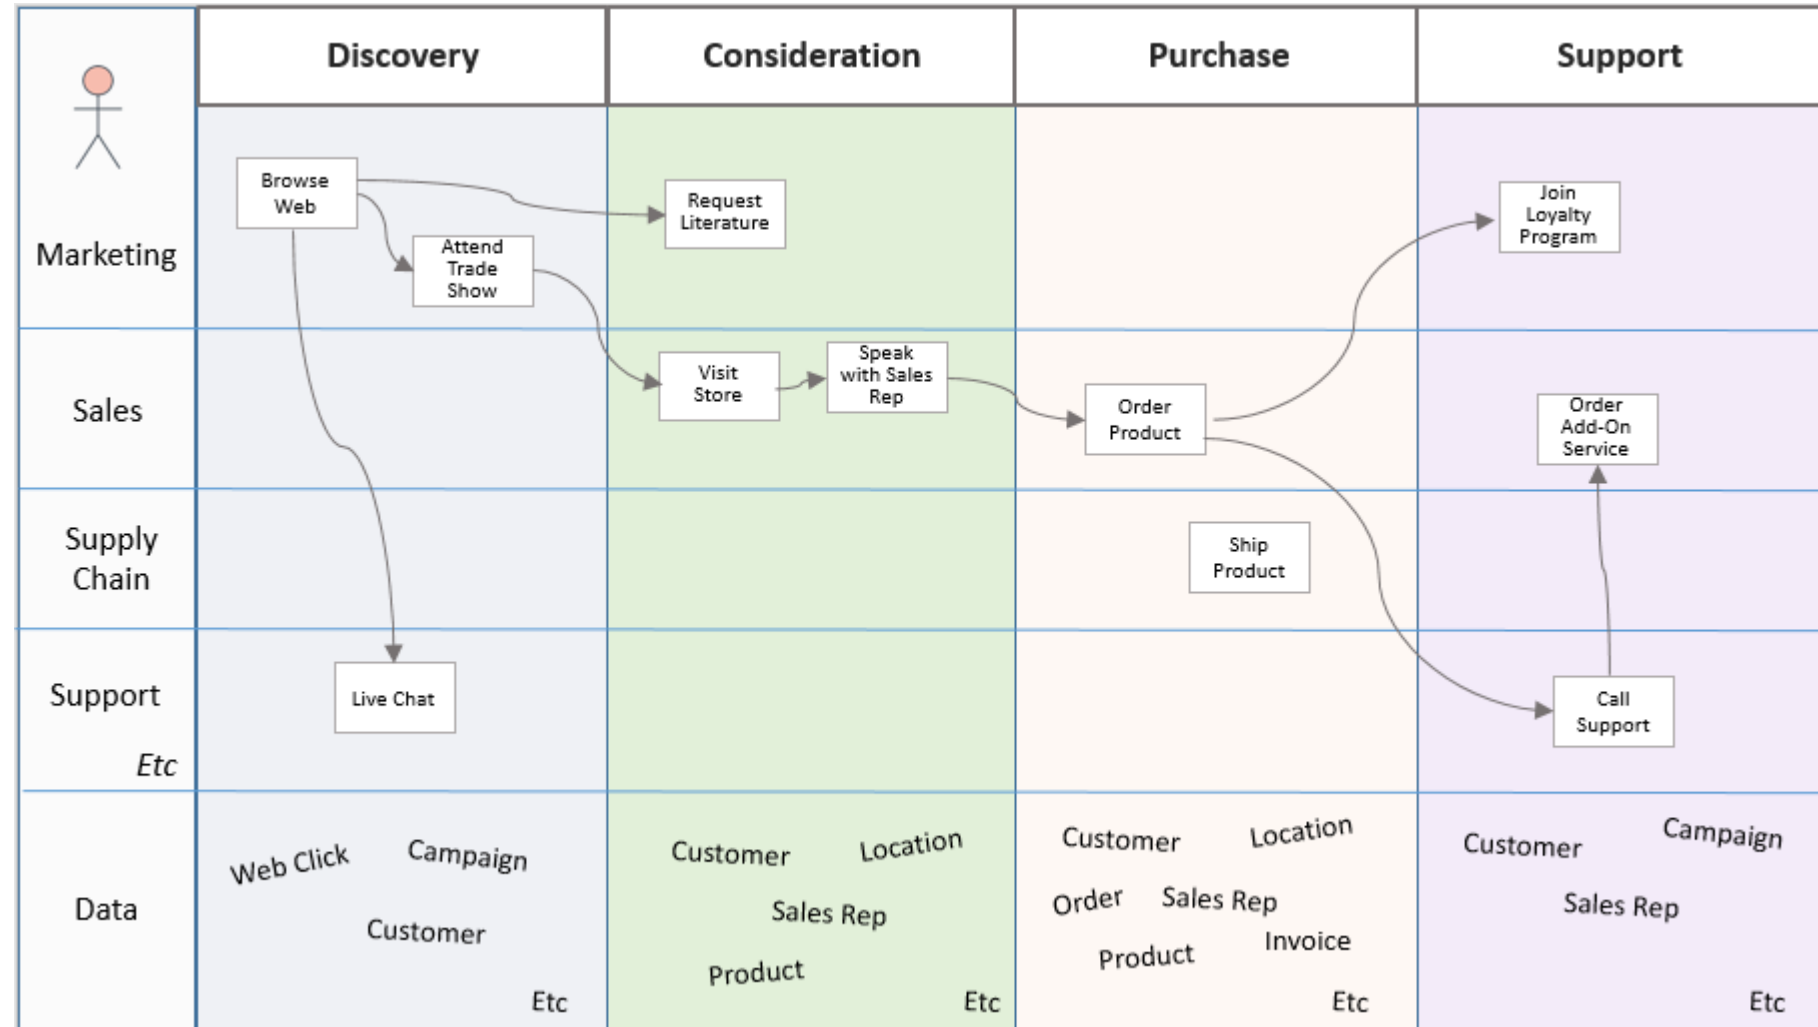 Discovery
Consideration
Purchase
Support
Marketing
Browse
Web
Attend
Trade
Show
Request
Literature
Join
Loyalty
Program
Sales
Visit
Store
Speak
with Sales
Rep
Order
Product
Order
Add-On
Service
Supply
Chain
Ship
Product
Support
Etc
Live Chat
Call
Support
Data
Web Click
Campaign
Customer
Etc
Customer
Location
Sales Rep
Product
Etc
Customer
Location
Order
Sales Rep
Product
Invoice
Etc
Customer
Campaign
Sales Rep
Etc